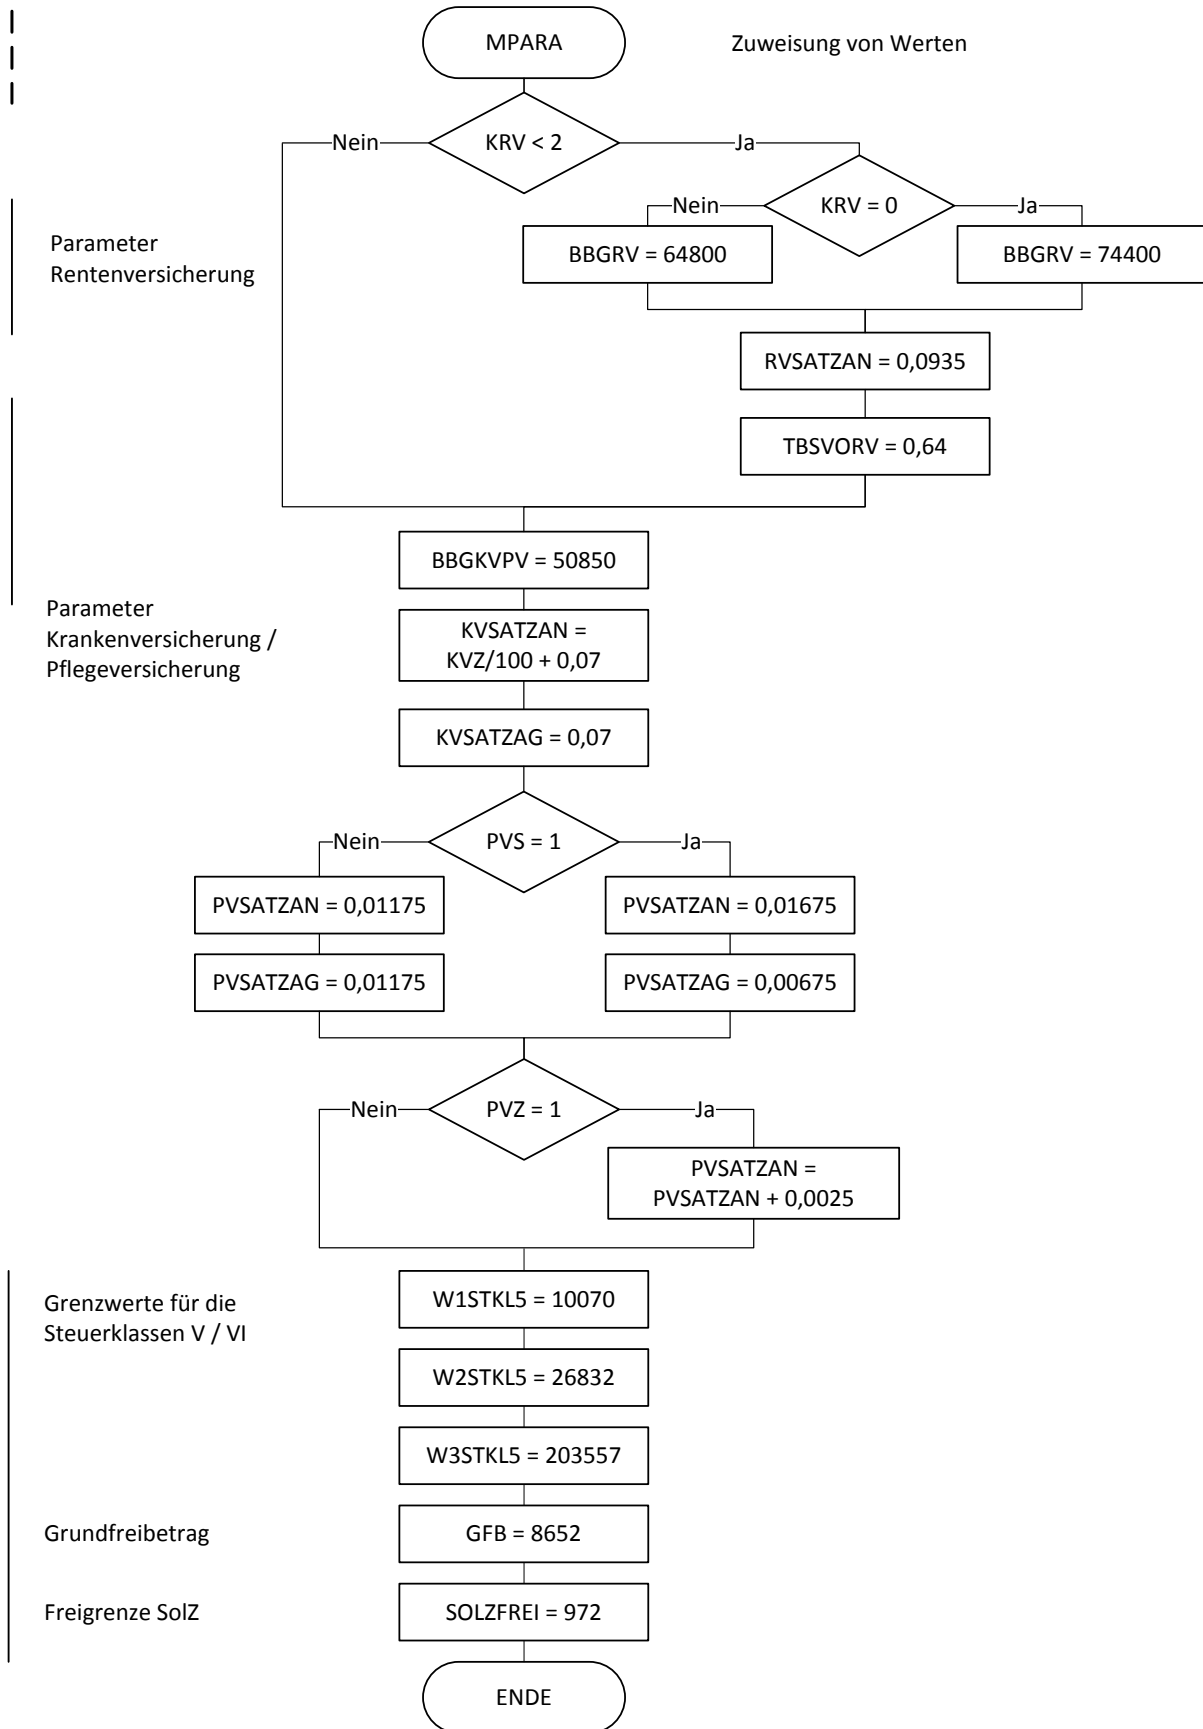 MPARA
Zuweisung von Werten
KRV < 2
Nein
Ja
KRV = 0
Nein
Ja
Parameter
Rentenversicherung
BBGRV = 64800
BBGRV = 74400
RVSATZAN = 0,0935
TBSVORV = 0,64
BBGKVPV = 50850
Parameter
Krankenversicherung /
Pflegeversicherung
KVSATZAN =
KVZ/100 + 0,07
KVSATZAG = 0,07
PVS = 1
Nein
Ja
PVSATZAN = 0,01175
PVSATZAN = 0,01675
PVSATZAG = 0,01175
PVSATZAG = 0,00675
PVZ = 1
Nein
Ja
PVSATZAN =
PVSATZAN + 0,0025
Grenzwerte für die
Steuerklassen V / VI
W1STKL5 = 10070
W2STKL5 = 26832
W3STKL5 = 203557
Grundfreibetrag
GFB = 8652
Freigrenze SolZ
SOLZFREI = 972
ENDE